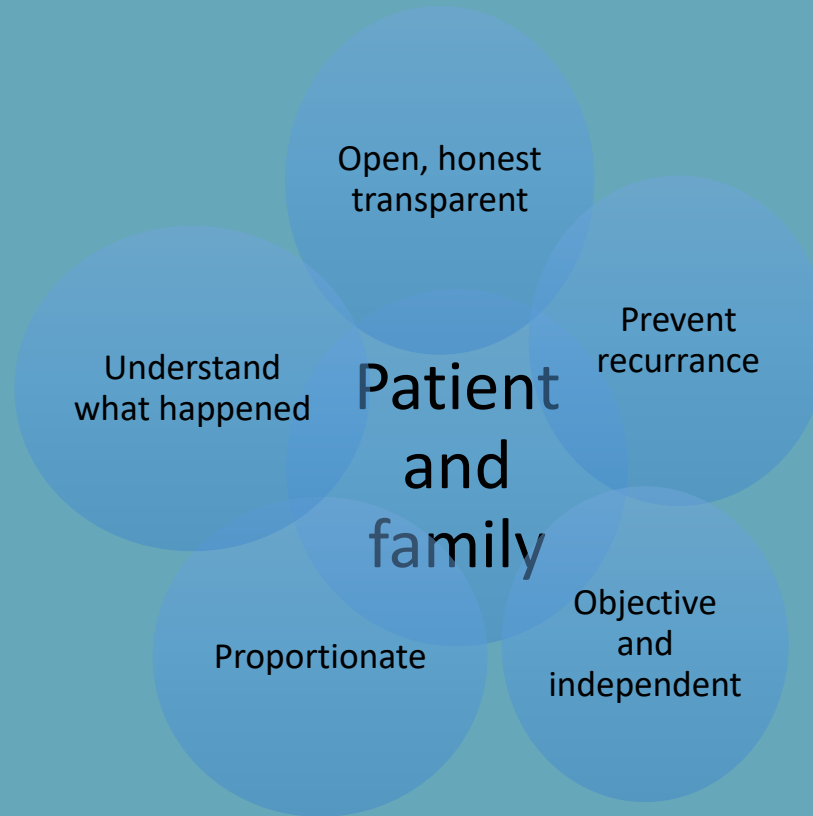 Open, honest
transparent
Prevent
recurrance
Understand
what happened
Patient
and
family
Objective
and
independent
Proportionate